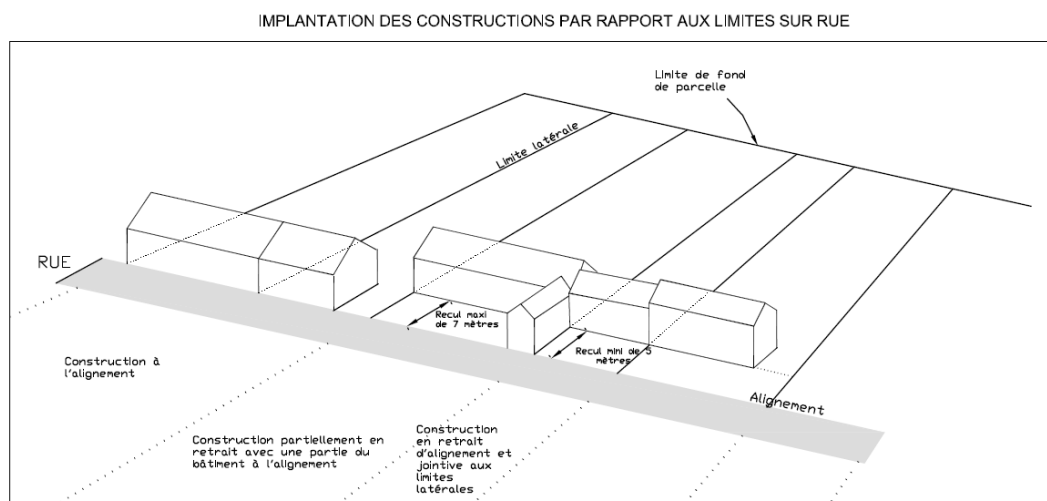 IMPLANTATION DES CONSTRUCTIONS PAR RAPPORT AUX LIMITES SUR RUE
Limite de fond
de parcelle
Limite latérale
RUE
Recul maxi
de 7 mètres
Recul mini de 5
mètres
Construction à
l'alignement
Alignement
Construction partiellement en
retrait avec une partie du
bâtiment à l'alignement
Construction
en retrait
d'alignement et
jointive aux
limites
latérales